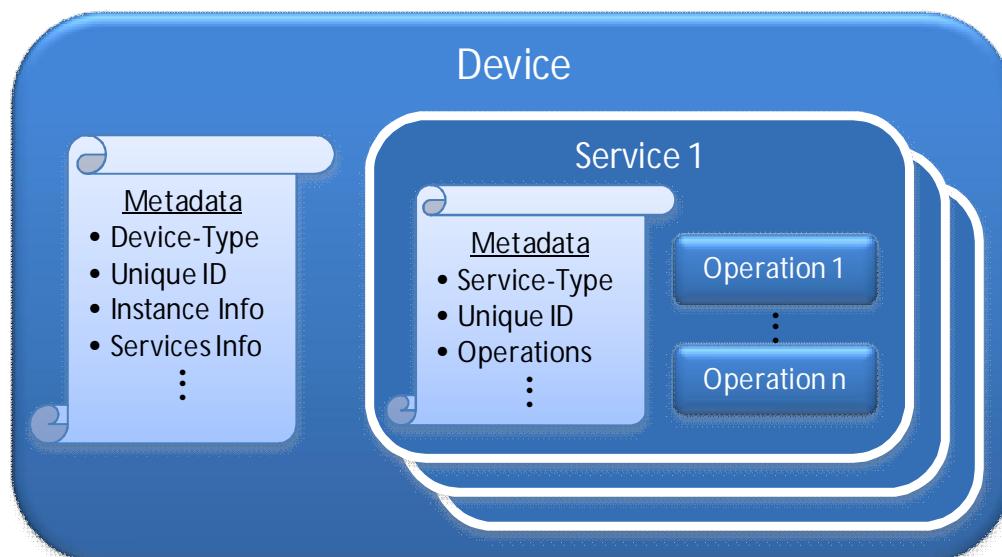 Device
Metadata
• Device-Type
• Unique ID
• Instance Info
• Services Info
⋮
Service 1
Metadata
• Service-Type
• Unique ID
• Operations
⋮
Operation 1
⋮
Operation n